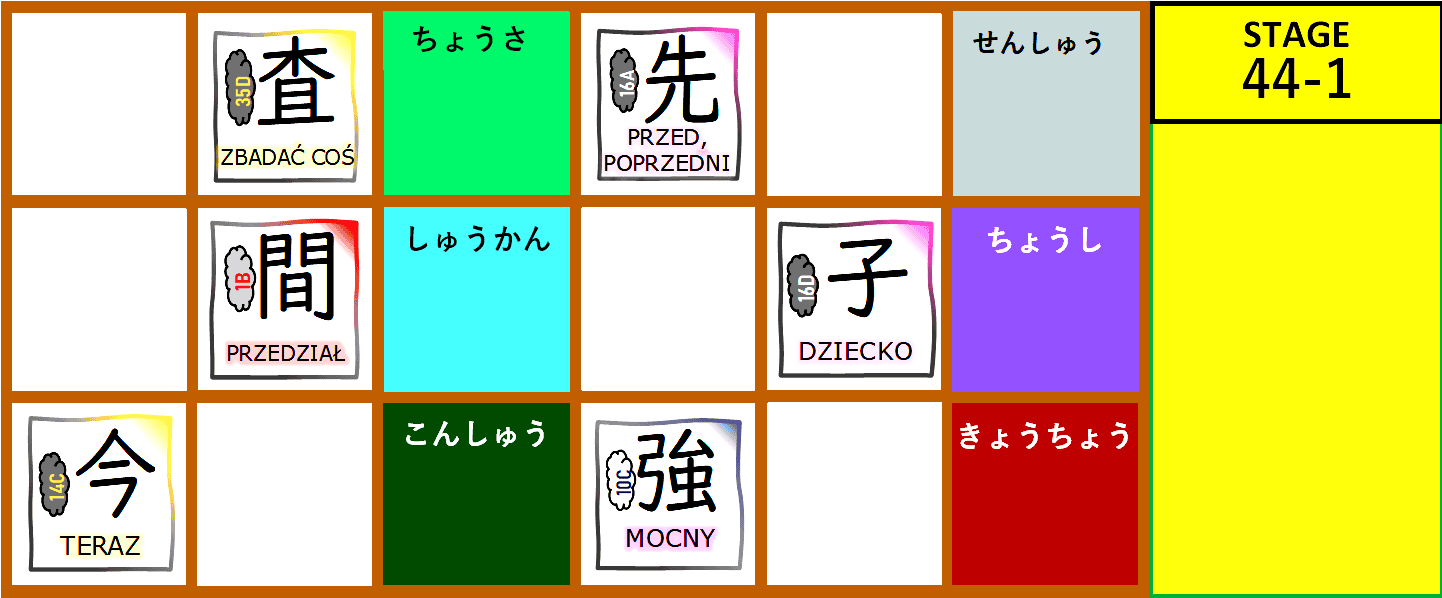 35D
査
ZBADAĆ COŚ
ちょうさ
16A
先
PRZED,
POPRZEDNI
せんしゅう
STAGE
44-1
1B
間
PRZEDZIAŁ
しゅうかん
16D
子
DZIECKO
ちょうし
14C
今
TERAZ
こんしゅう
10C
強
MOCNY
きょうちょう